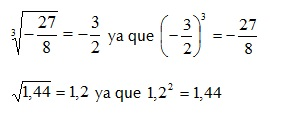 ∛(-27/8) = -3/2 ya que (-3/2)³ = -27/8
√1,44 = 1,2 ya que 1,2² = 1,44